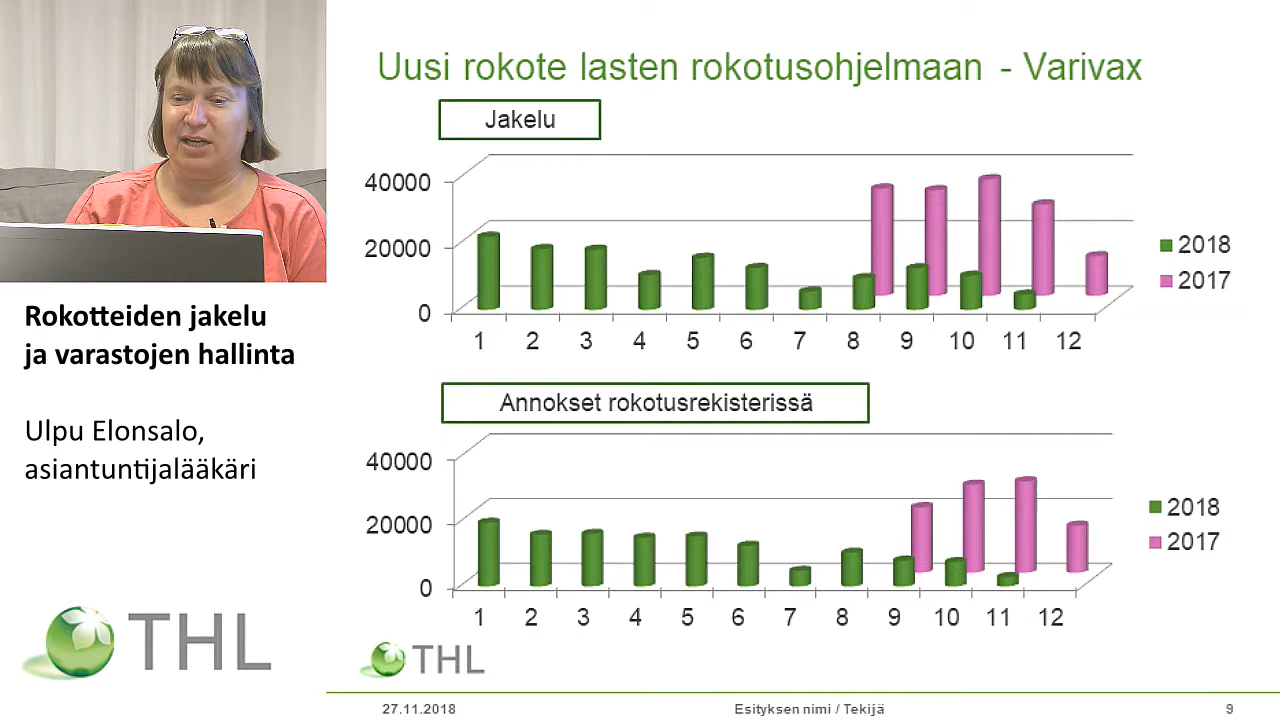 Uusi rokote lasten rokotusohjelmaan - Varivax
Jakelu
40000
20000
0
1 2 3 4 5 6 7 8 9 10 11 12
2018
2017
Annokset rokotusrekisterissä
40000
20000
0
1 2 3 4 5 6 7 8 9 10 11 12
2018
2017
THL
27.11.2018 Esityksen nimi / Tekijä 9
Rokotteiden jakelu
ja varastojen hallinta
Ulpu Elonsalo,
asiantuntijalääkäri
THL